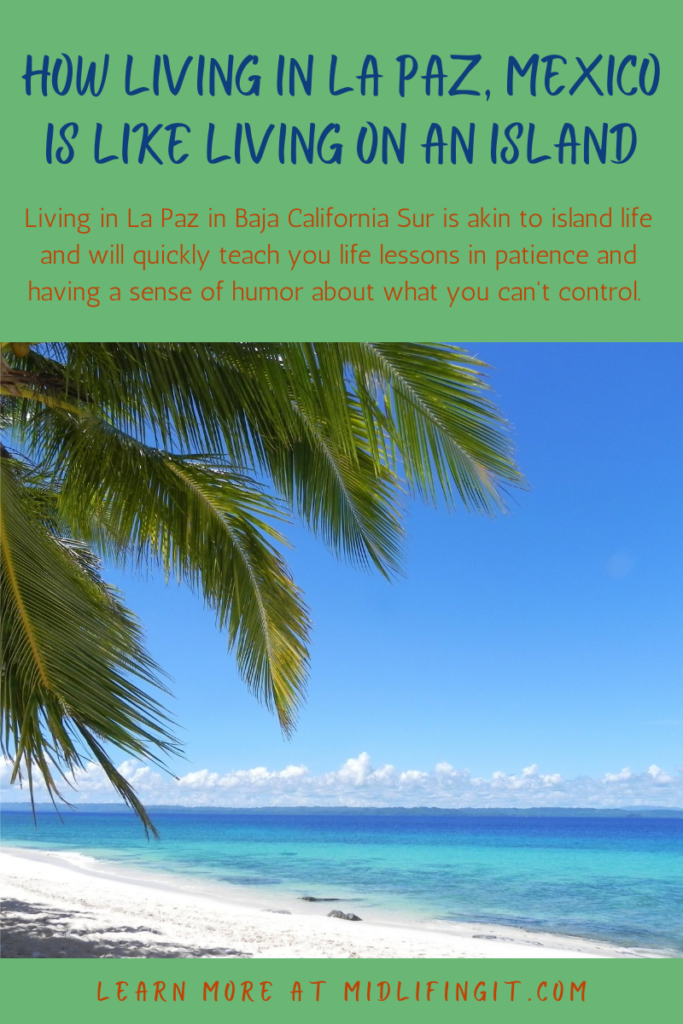 HOW LIVING IN LA PAZ, MEXICO
IS LIKE LIVING ON AN ISLAND
Living in La Paz in Baja California Sur is akin to island life
and will quickly teach you life lessons in patience and
having a sense of humor about what you can't control.
LEARN MORE AT MIDLIFINGIT.COM